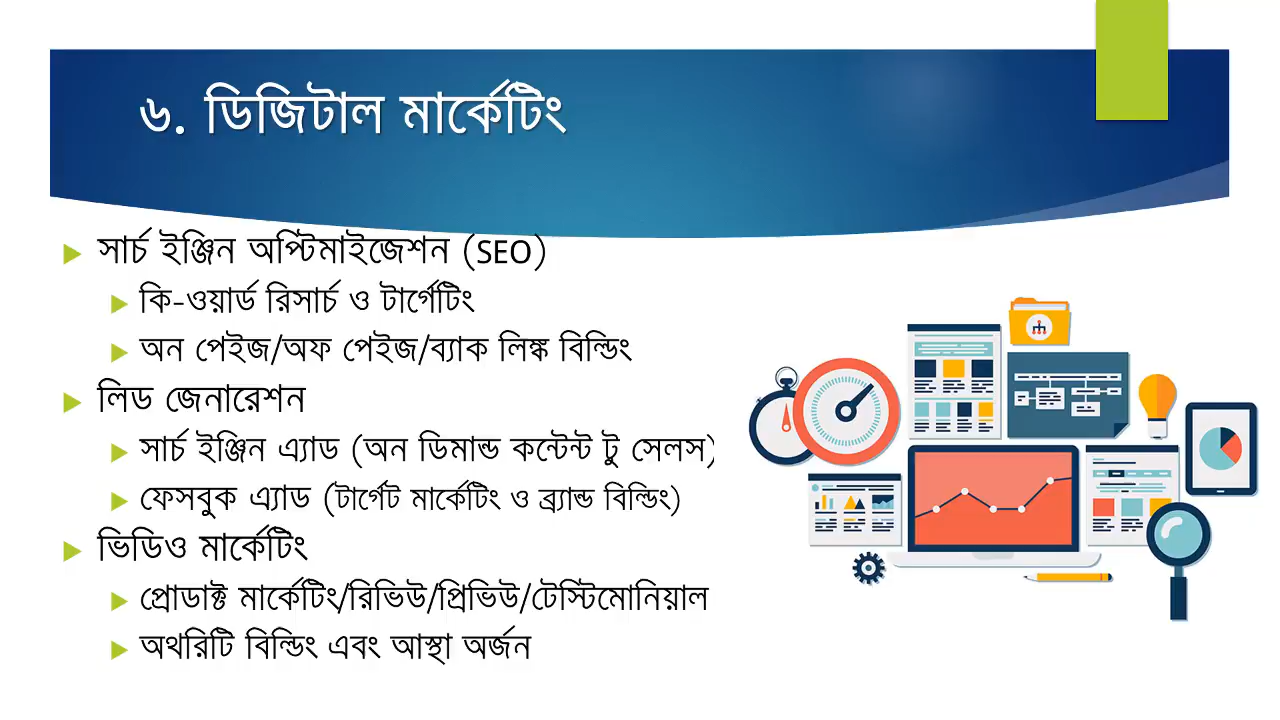 ৬. ডিজিটাল মার্কেটিং
সার্চ ইঞ্জিন অপ্টিমাইজেশন (SEO)
কি-ওয়ার্ড রিসার্চ ও টার্গেটিং
অন পেইজ/অফ পেইজ/ব্যাক লিঙ্ক বিল্ডিং
লিড জেনারেশন
সার্চ ইঞ্জিন এ্যাড (অন ডিমান্ড কন্টেন্ট টু সেলস)
ফেসবুক এ্যাড (টার্গেট মার্কেটিং ও ব্র্যান্ড বিল্ডিং)
ভিডিও মার্কেটিং
প্রোডাক্ট মার্কেটিং/রিভিউ/প্রিভিউ/টেস্টিমোনিয়াল
অথরিটি বিল্ডিং এবং আস্থা অর্জন